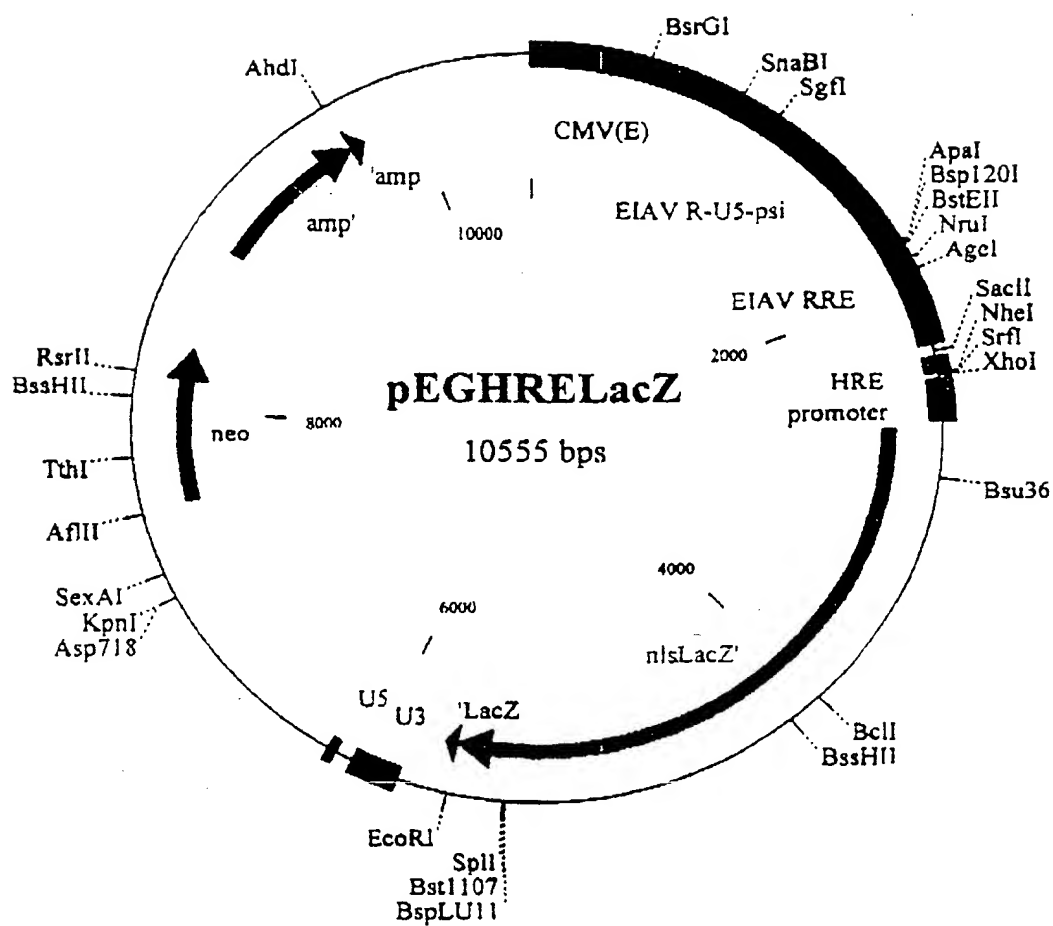 BsrGI
AhdI
SnaBI
SgfI
CMV(E)
ApaI
Bsp120I
BstEII
NruI
AgeI
'amp
amp'
EIAV R-U5-psi
10000
SacII
NheI
SrfI
XhoI
EIAV RRE
2000
RsrII
BssHII
HRE
promoter
pEGHRELacZ
10555 bps
neo
8000
TthI
Bsu36
AflII
4000
SexAI
KpnI
Asp718
6000
nlsLacZ'
U5
U3
'LacZ
BclI
BssHII
EcoRI
SplI
Bst1107
BspLU11